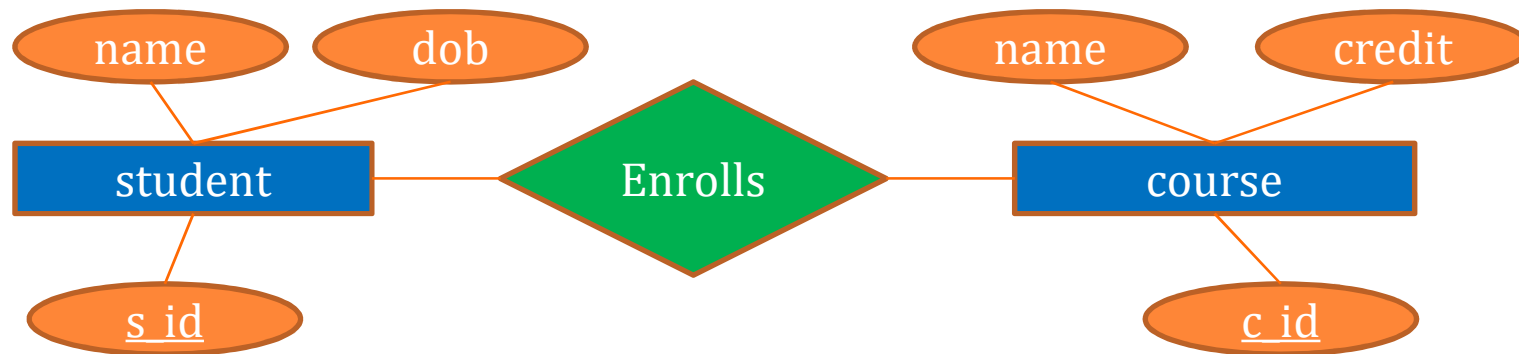 name
dob
name
credit
student
Enrolls
course
s_id
c_id